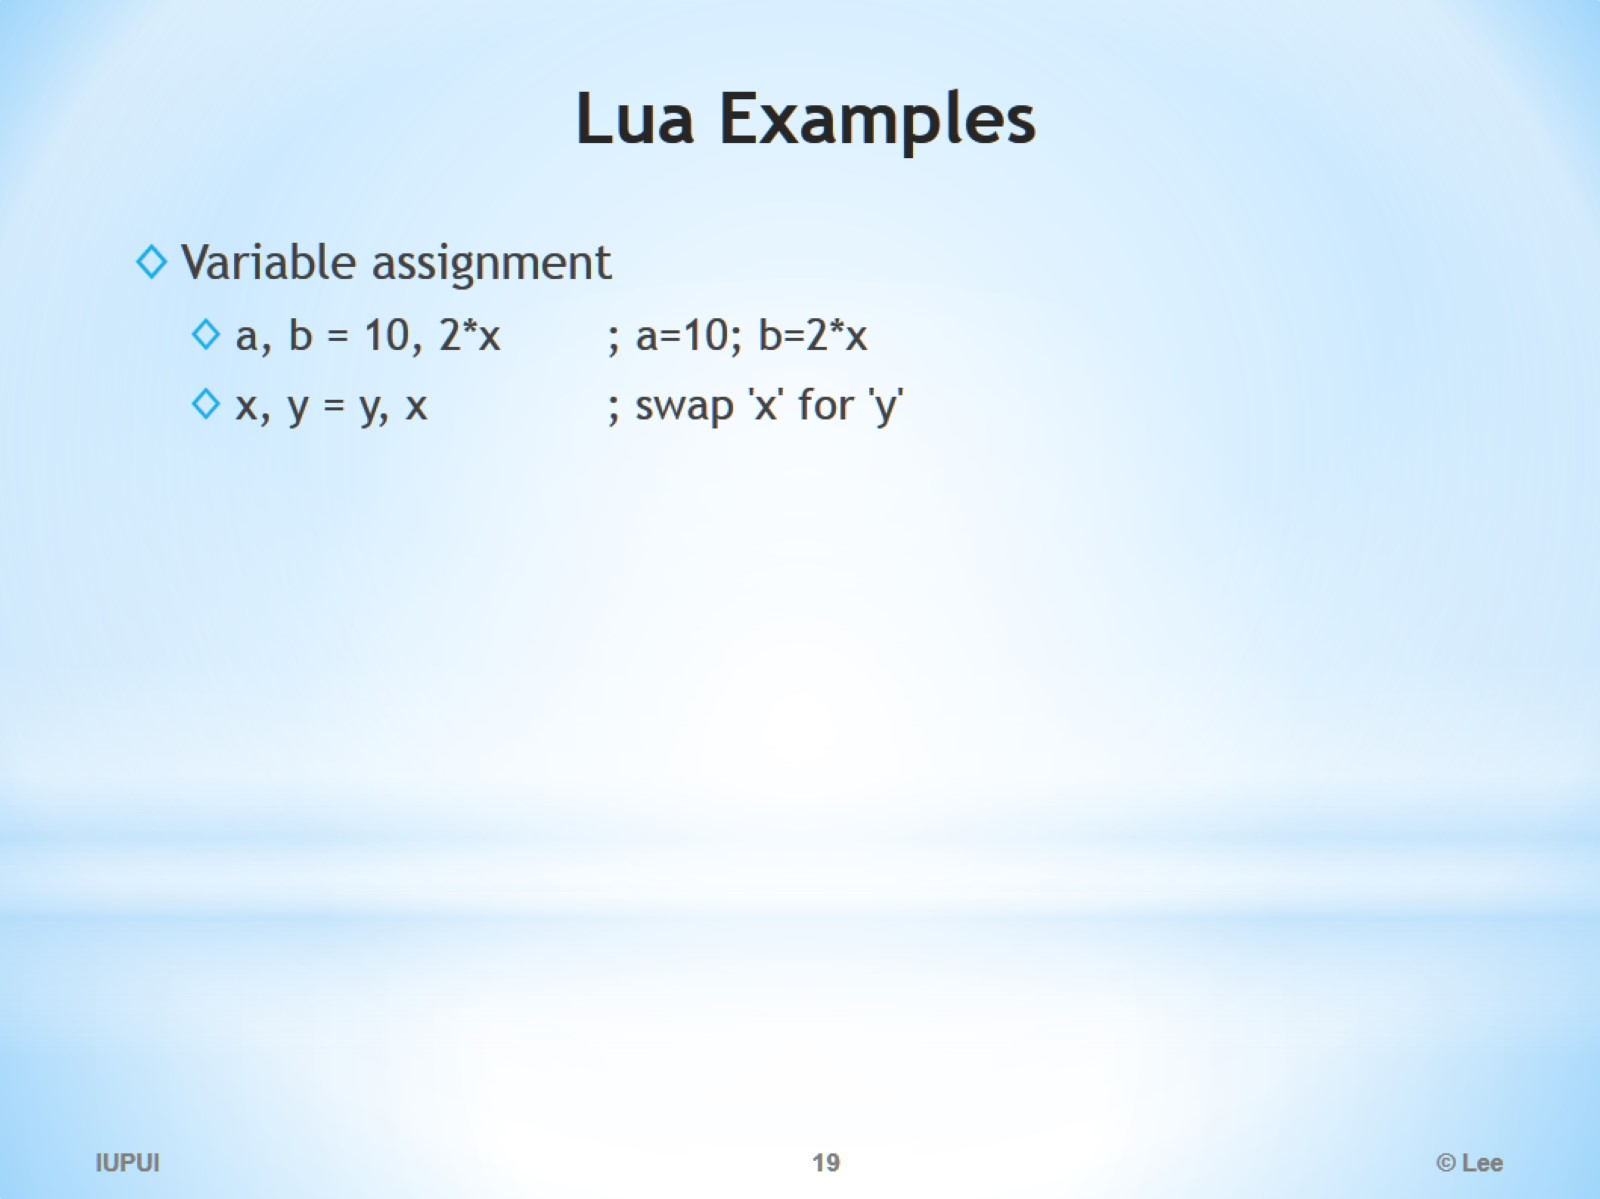 Lua Examples
Variable assignment
a, b = 10, 2*x ; a=10; b=2*x
x, y = y, x ; swap 'x' for 'y'
IUPUI 19 © Lee